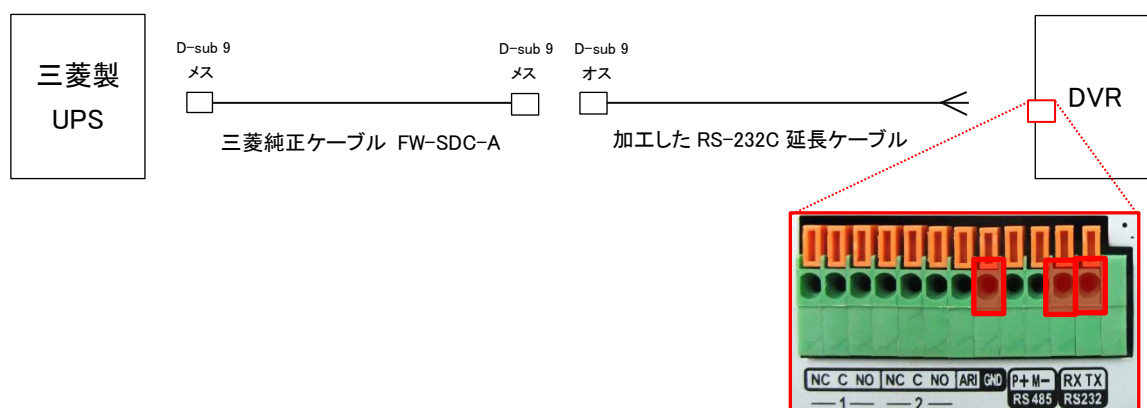 三菱製
UPS
D-sub 9
メス
D-sub 9
メス
D-sub 9
オス
三菱純正ケーブル FW-SDC-A
加工した RS-232C 延長ケーブル
DVR
NC C NO NC C NO ARI GND P+ M- RX TX
1 2 RS485 RS232